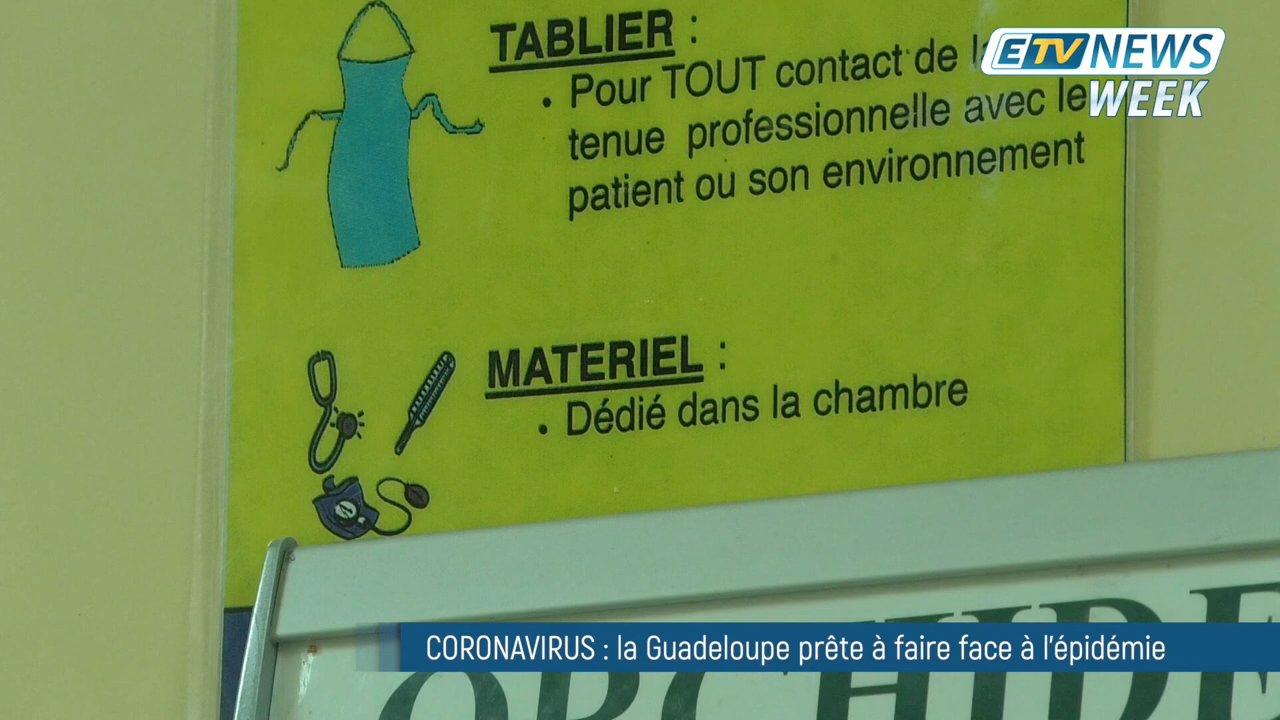 TABLIER :
• Pour TOUT contact de
tenue professionnelle avec le
patient ou son environnement
ETV NEWS
WEEK
MATERIEL :
• Dédié dans la chambre
CORONAVIRUS : la Guadeloupe prête à faire face à l'épidémie